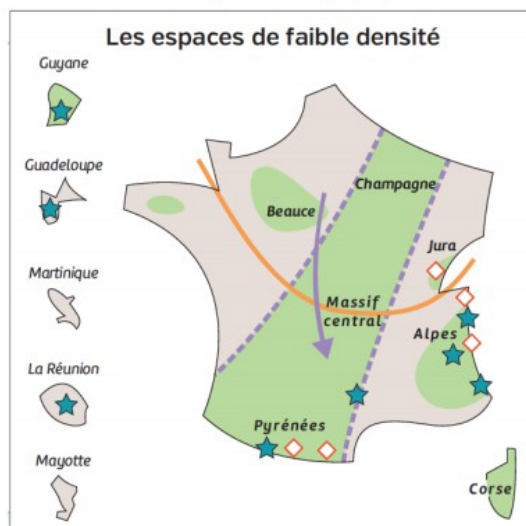 Les espaces de faible densité
Guyane
Guadeloupe
Martinique
La Réunion
Mayotte
Champagne
Beauce
Jura
Massif
central
Alpes
Pyrénées
Corse